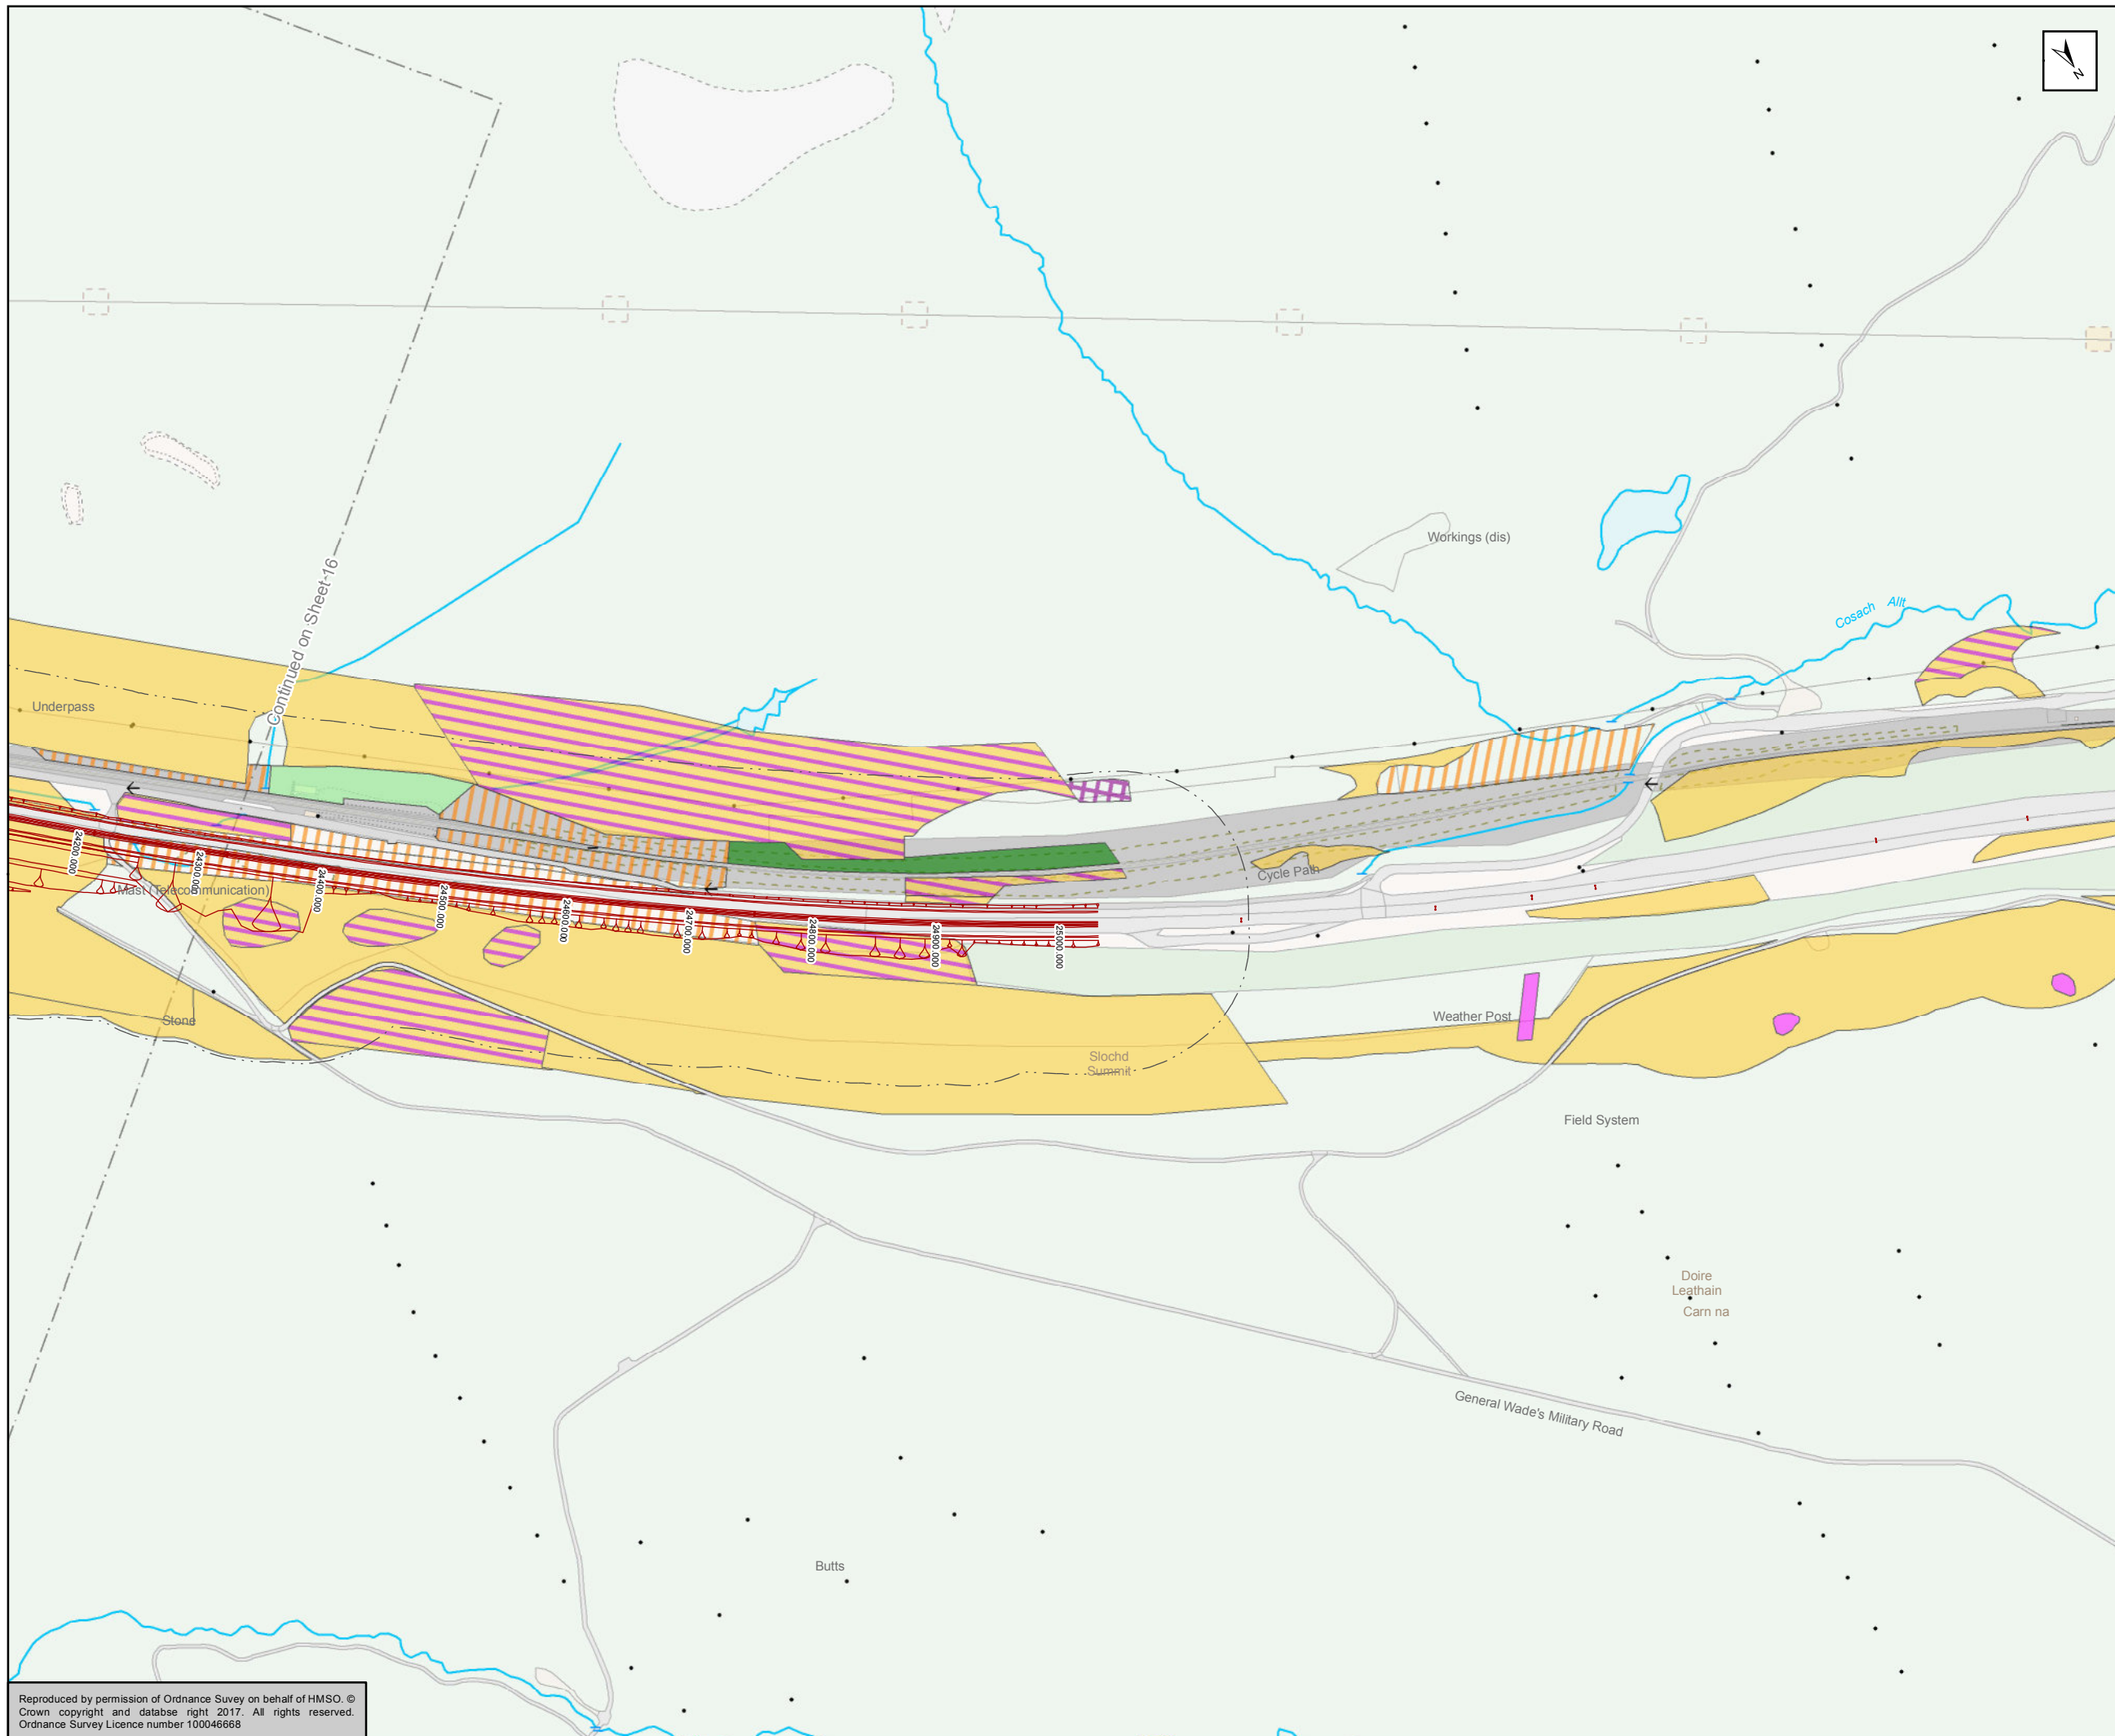 N
Continued on Sheet 16
Workings (dis)
Cosach Allt
Underpass
24200.000
24300.000
24400.000
24500.000
24600.000
24700.000
24800.000
24900.000
25000.000
Mast (Telecommunication)
Cycle Path
Stone
Weather Post
Slochd
Summit
Field System
Doire
Leathain
Carn na
General Wade's Military Road
Butts
Reproduced by permission of Ordnance Suvey on behalf of HMSO. ©
Crown copyright and databse right 2017. All rights reserved.
Ordnance Survey Licence number 100046668